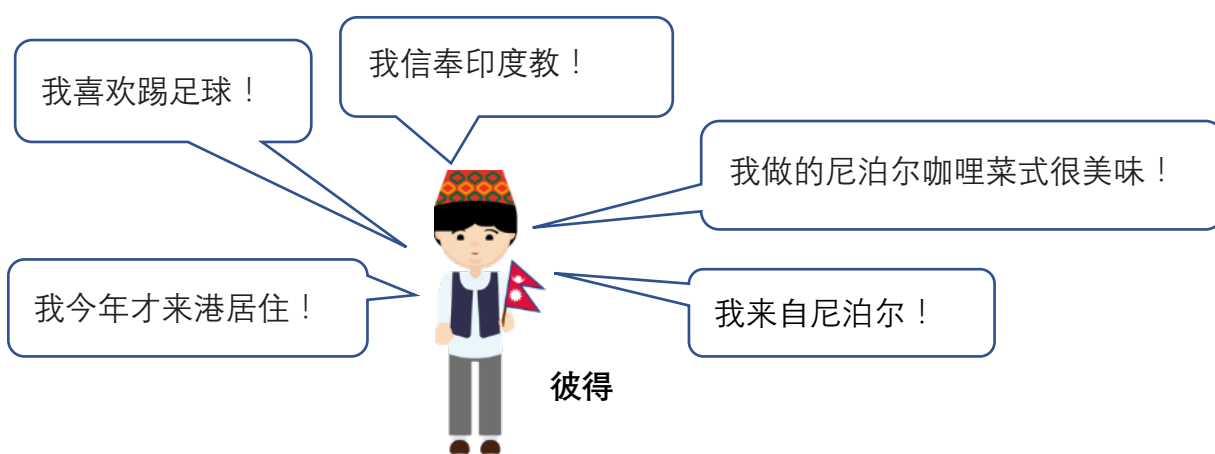 我喜欢踢足球！
我信奉印度教！
我做的尼泊尔咖哩菜式很美味！
我今年才来港居住！
我来自尼泊尔！
彼得